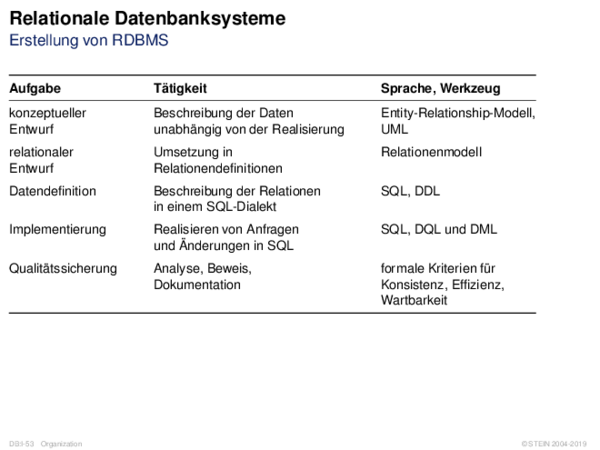 Relationale Datenbanksysteme
Erstellung von RDBMS
Aufgabe Tätigkeit Sprache, Werkzeug
konzeptueller Beschreibung der Daten Entity-Relationship-Modell,
Entwurf unabhängig von der Realisierung UML
relationaler Umsetzung in Relationenmodell
Entwurf Relationendefinitionen
Datendefinition Beschreibung der Relationen SQL, DDL
in einem SQL-Dialekt
Implementierung Realisieren von Anfragen SQL, DQL und DML
und Änderungen in SQL
Qualitätssicherung Analyse, Beweis, formale Kriterien für
Dokumentation Konsistenz, Effizienz,
Wartbarkeit
Organization © STEIN 2004-2019